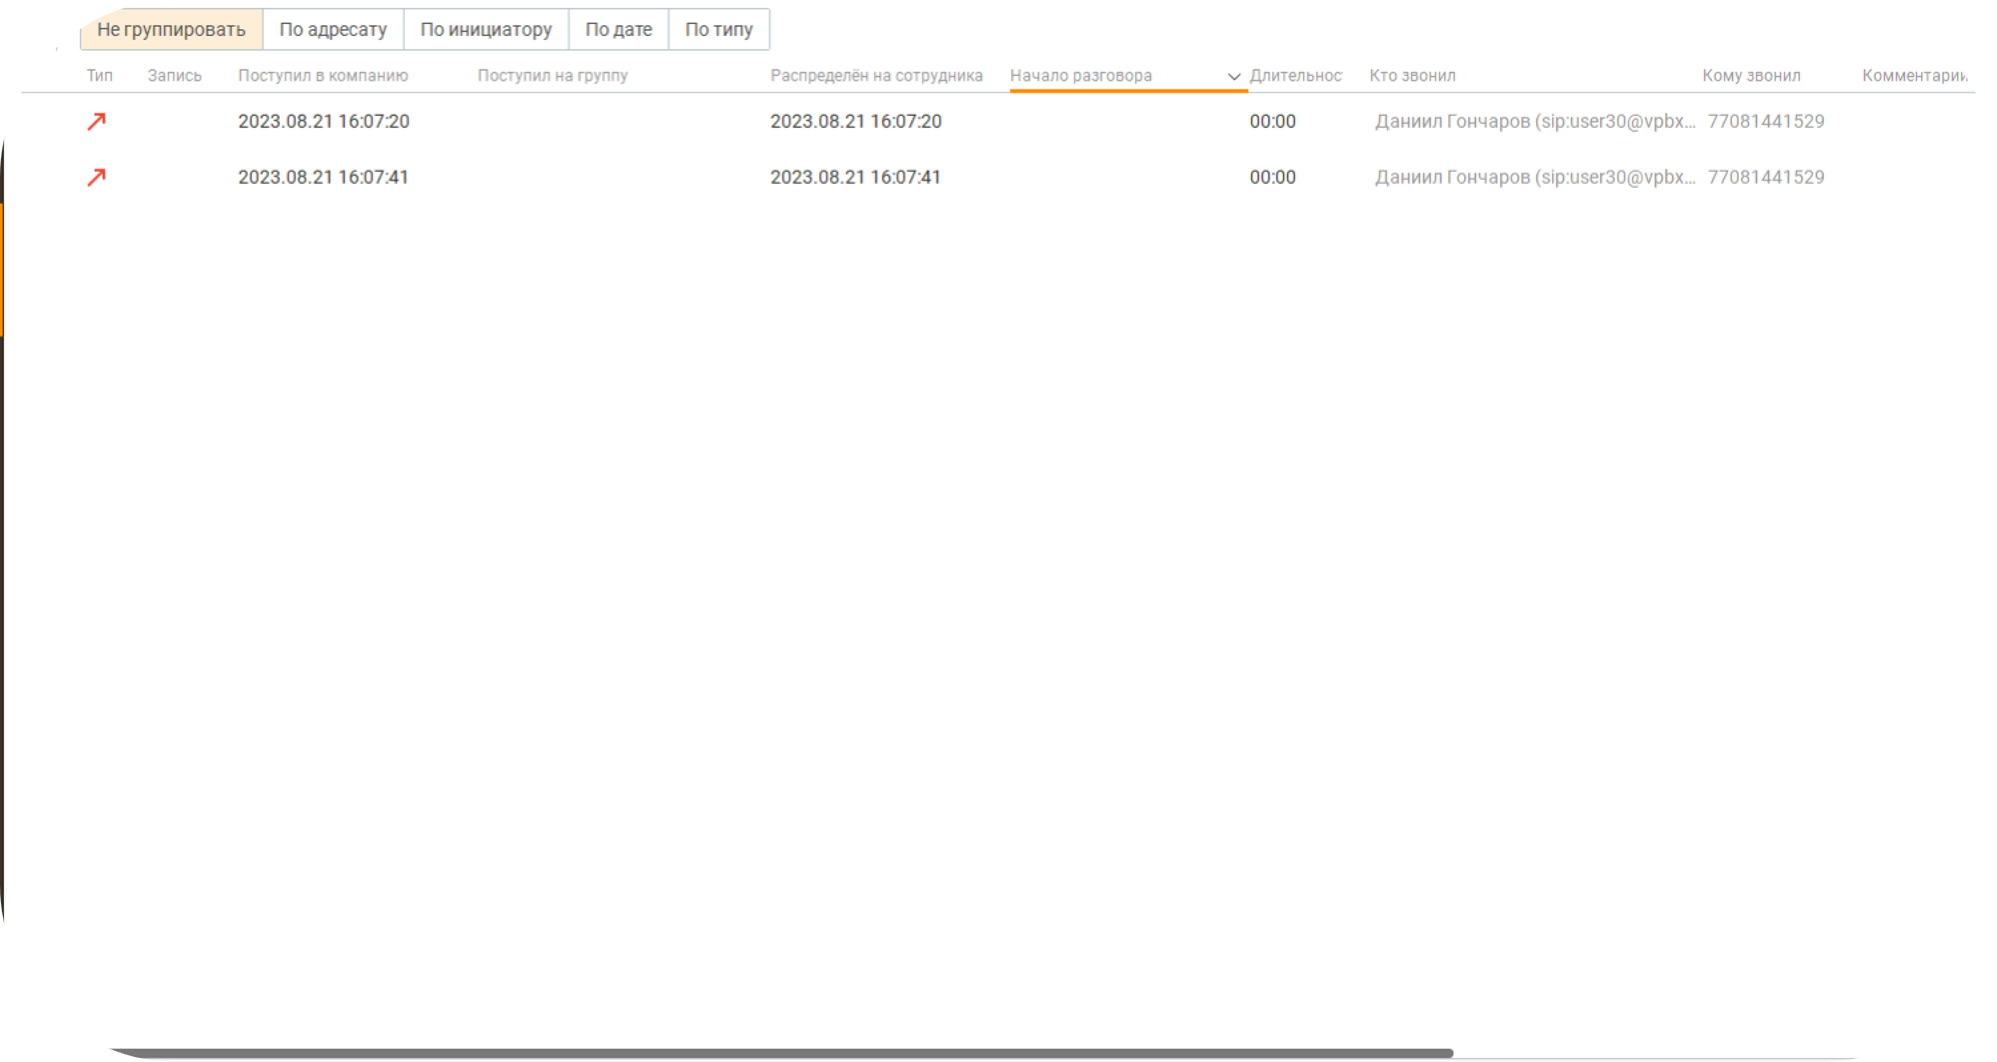 Не группировать По адресату По инициатору По дате По типу
Тип Запись Поступил в компанию Поступил на группу Распределён на сотрудника Начало разговора Длительнос Кто звонил Кому звонил Комментарии
2023.08.21 16:07:20 2023.08.21 16:07:20 00:00 Даниил Гончаров (sip:user30@vpbx... 77081441529
2023.08.21 16:07:41 2023.08.21 16:07:41 00:00 Даниил Гончаров (sip:user30@vpbx... 77081441529